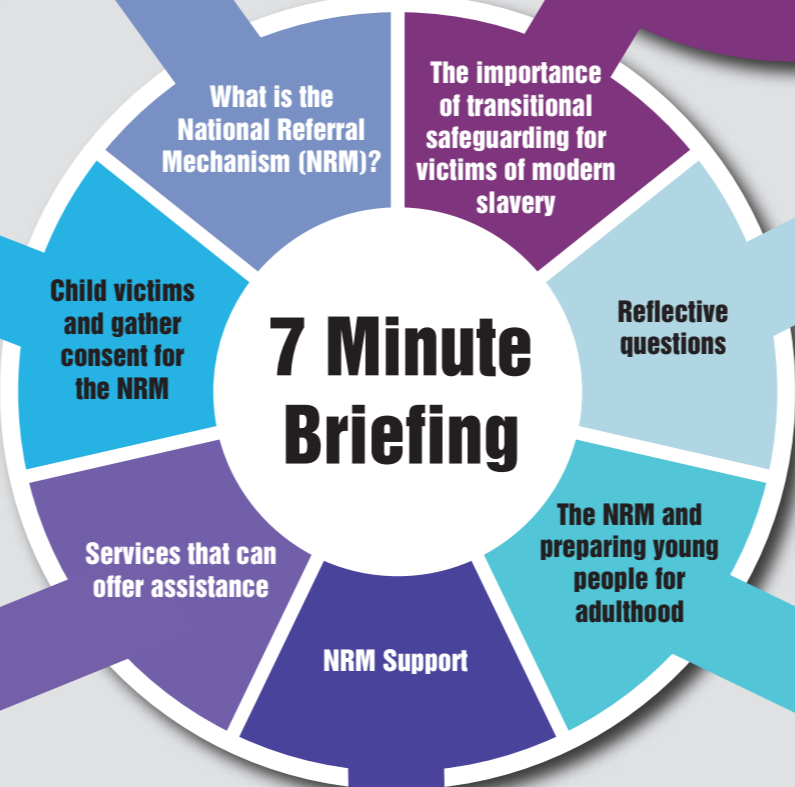 What is the
National Referral
Mechanism (NRM)?
The importance
of transitional
safeguarding for
victims of modern
slavery
Child victims
and gather
consent for
the NRM
7 Minute
Briefing
Reflective
questions
Services that can
offer assistance
NRM Support
The NRM and
preparing young
people for
adulthood